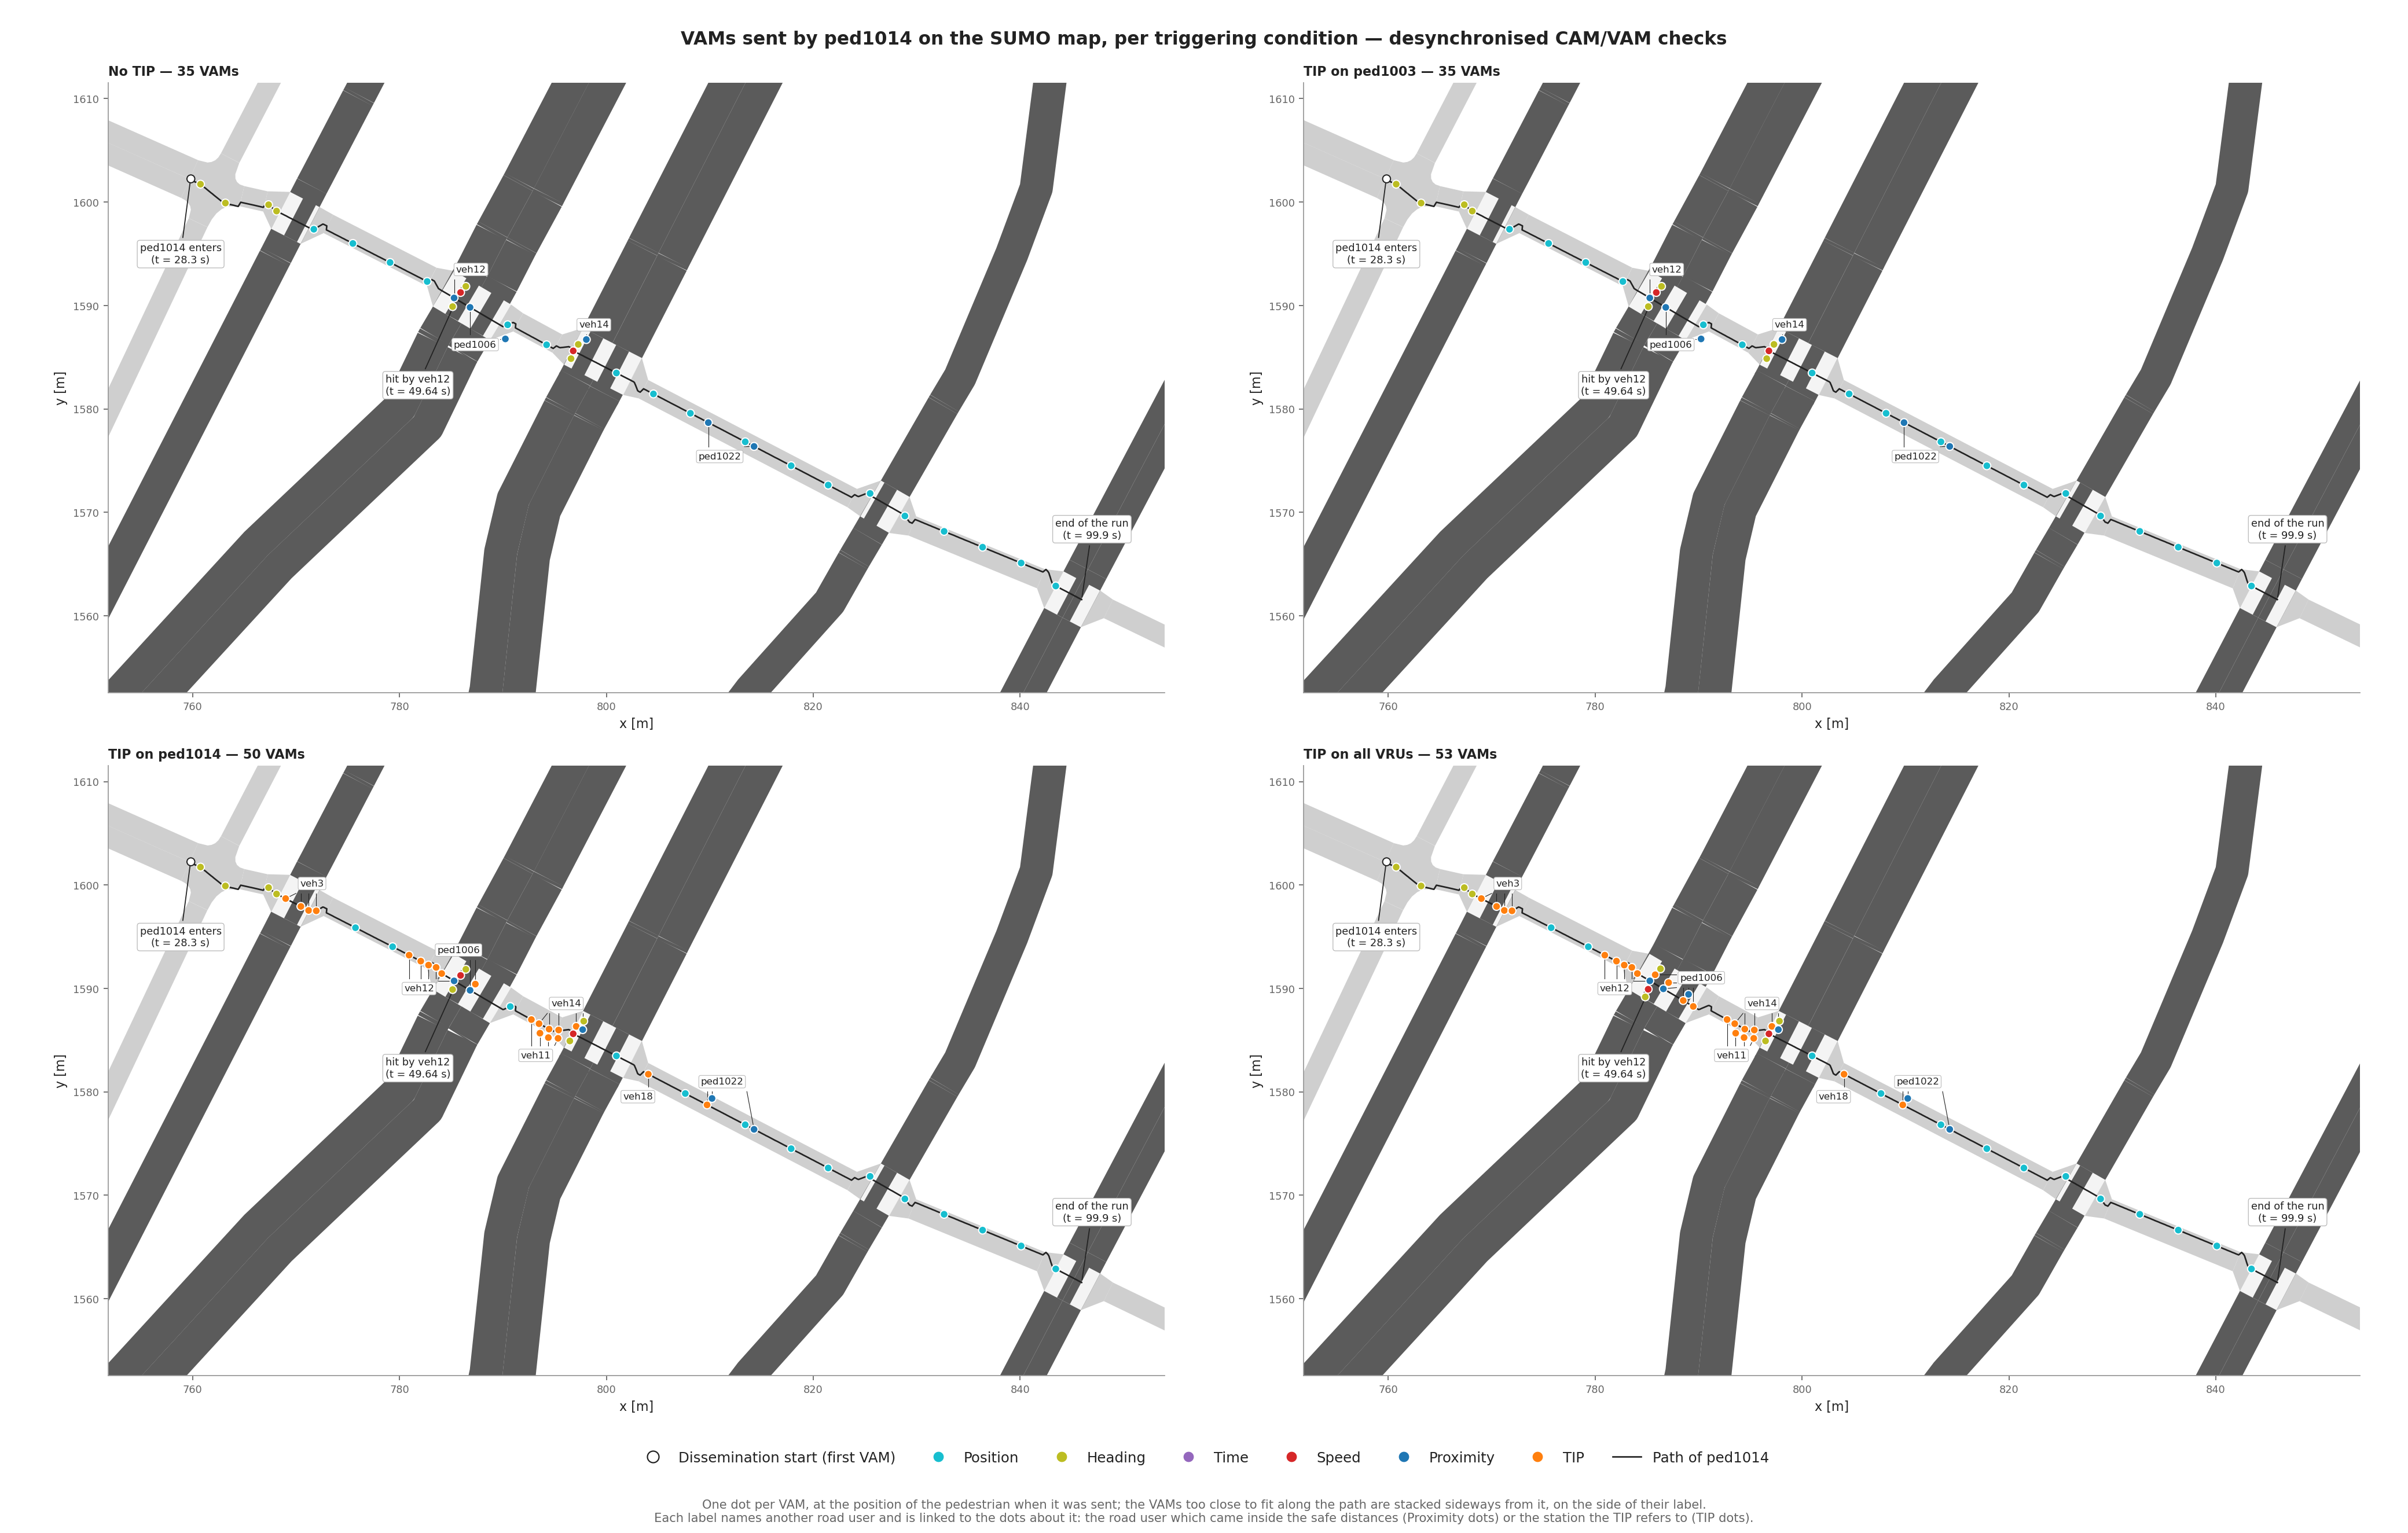 VAMs sent by ped1014 on the SUMO map, per triggering condition — desynchronised CAM/VAM checks
No TIP — 35 VAMs
1610
1600
1590
1580
1570
1560
y [m]
ped1014 enters
(t = 28.3 s)
veh12
veh14
ped1006
hit by veh12
(t = 49.64 s)
ped1022
end of the run
(t = 99.9 s)
760
780
800
820
840
x [m]
TIP on ped1003 — 35 VAMs
1610
1600
1590
1580
1570
1560
y [m]
ped1014 enters
(t = 28.3 s)
veh12
veh14
ped1006
hit by veh12
(t = 49.64 s)
ped1022
end of the run
(t = 99.9 s)
760
780
800
820
840
x [m]
TIP on ped1014 — 50 VAMs
1610
1600
1590
1580
1570
1560
y [m]
veh3
ped1014 enters
(t = 28.3 s)
ped1006
veh12
veh14
veh11
hit by veh12
(t = 49.64 s)
ped1022
veh18
end of the run
(t = 99.9 s)
760
780
800
820
840
x [m]
TIP on all VRUs — 53 VAMs
1610
1600
1590
1580
1570
1560
y [m]
veh3
ped1014 enters
(t = 28.3 s)
ped1006
veh12
veh14
veh11
hit by veh12
(t = 49.64 s)
ped1022
veh18
end of the run
(t = 99.9 s)
760
780
800
820
840
x [m]
Dissemination start (first VAM) Position Heading Time Speed Proximity TIP Path of ped1014
One dot per VAM, at the position of the pedestrian when it was sent; the VAMs too close to fit along the path are stacked sideways from it, on the side of their label.
Each label names another road user and is linked to the dots about it: the road user which came inside the safe distances (Proximity dots) or the station the TIP refers to (TIP dots).